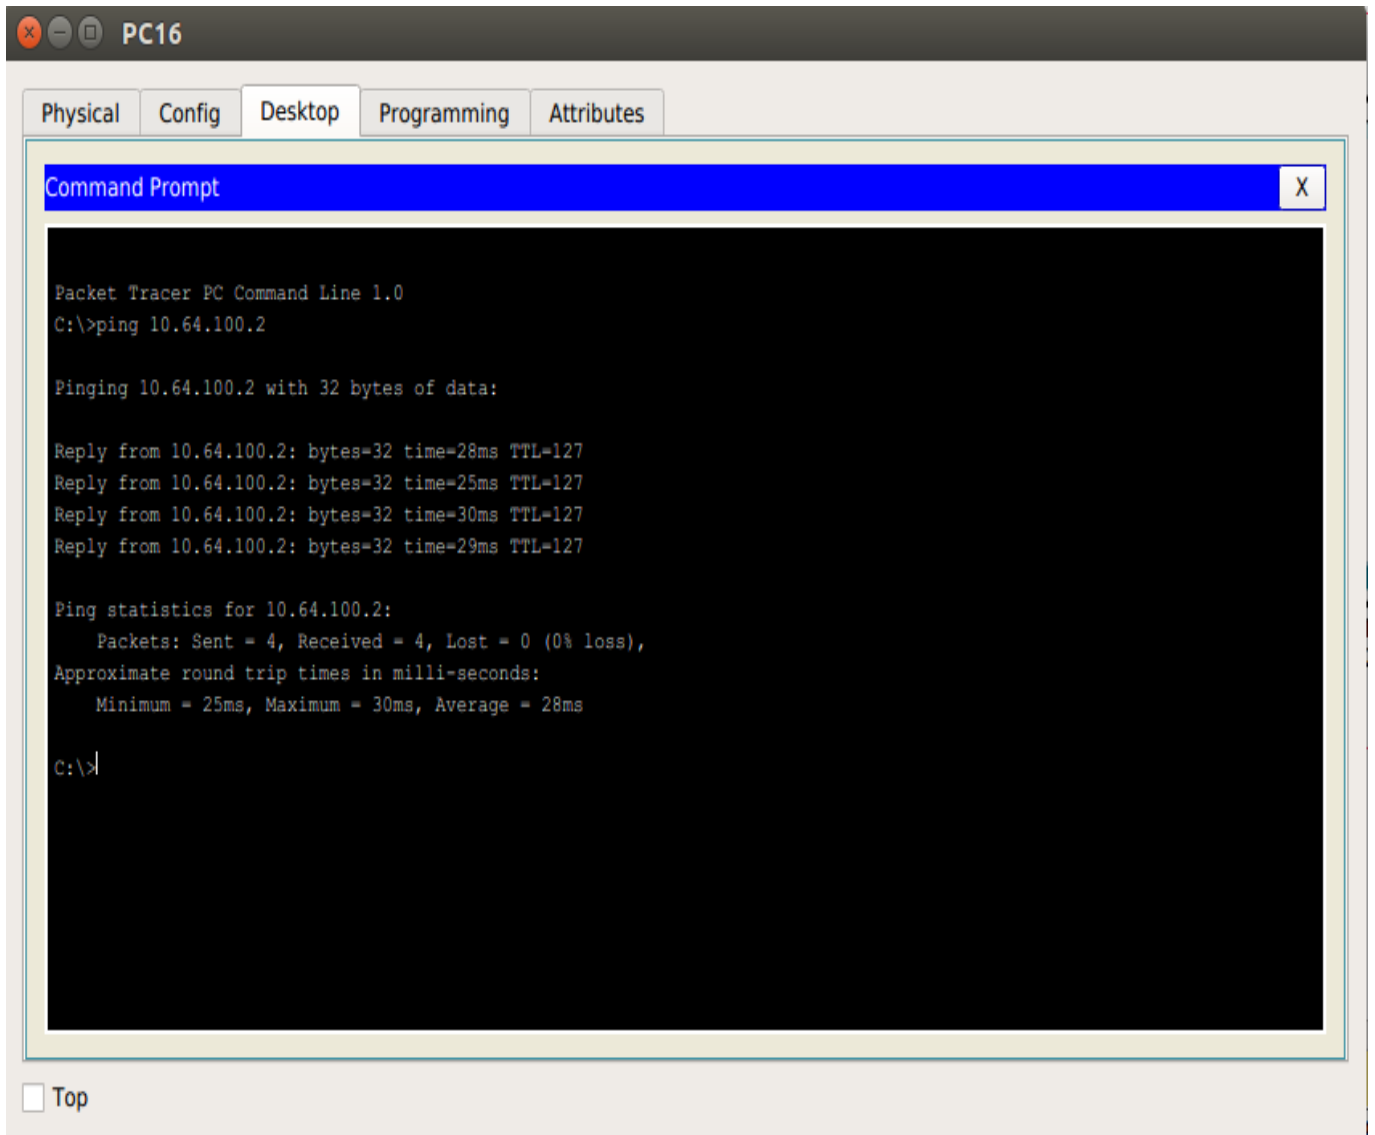 PC16
Physical Config Desktop Programming Attributes
Command Prompt X
Packet Tracer PC Command Line 1.0
C:\>ping 10.64.100.2
Pinging 10.64.100.2 with 32 bytes of data:
Reply from 10.64.100.2: bytes=32 time=28ms TTL=127
Reply from 10.64.100.2: bytes=32 time=25ms TTL=127
Reply from 10.64.100.2: bytes=32 time=30ms TTL=127
Reply from 10.64.100.2: bytes=32 time=29ms TTL=127
Ping statistics for 10.64.100.2:
Packets: Sent = 4, Received = 4, Lost = 0 (0% loss),
Approximate round trip times in milli-seconds:
Minimum = 25ms, Maximum = 30ms, Average = 28ms
C:\>
Top